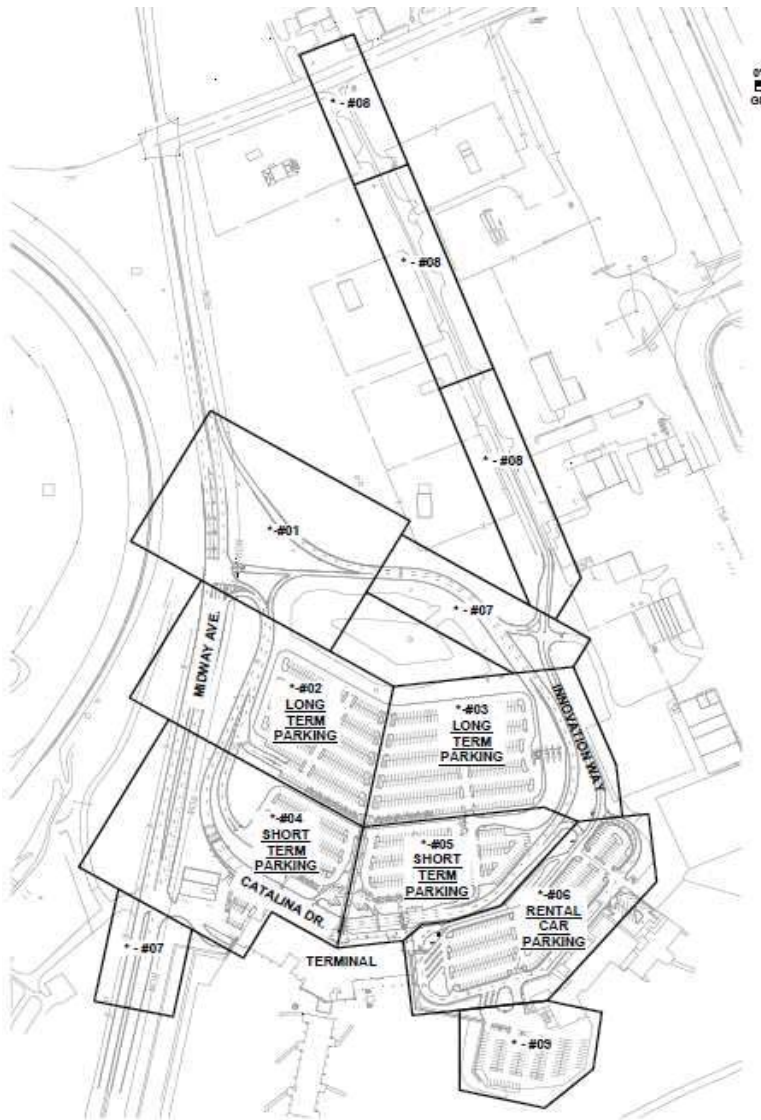 * - #08
* - #08
* - #08
*-#01
* - #07
MIDWAY AVE.
*-#02
LONG
TERM
PARKING
*-#03
LONG
TERM
PARKING
INNOVATION WAY
*-#04
SHORT
TERM
PARKING
*-#05
SHORT
TERM
PARKING
CATALINA DR.
*-#06
RENTAL
CAR
PARKING
* - #07
TERMINAL
* - #09